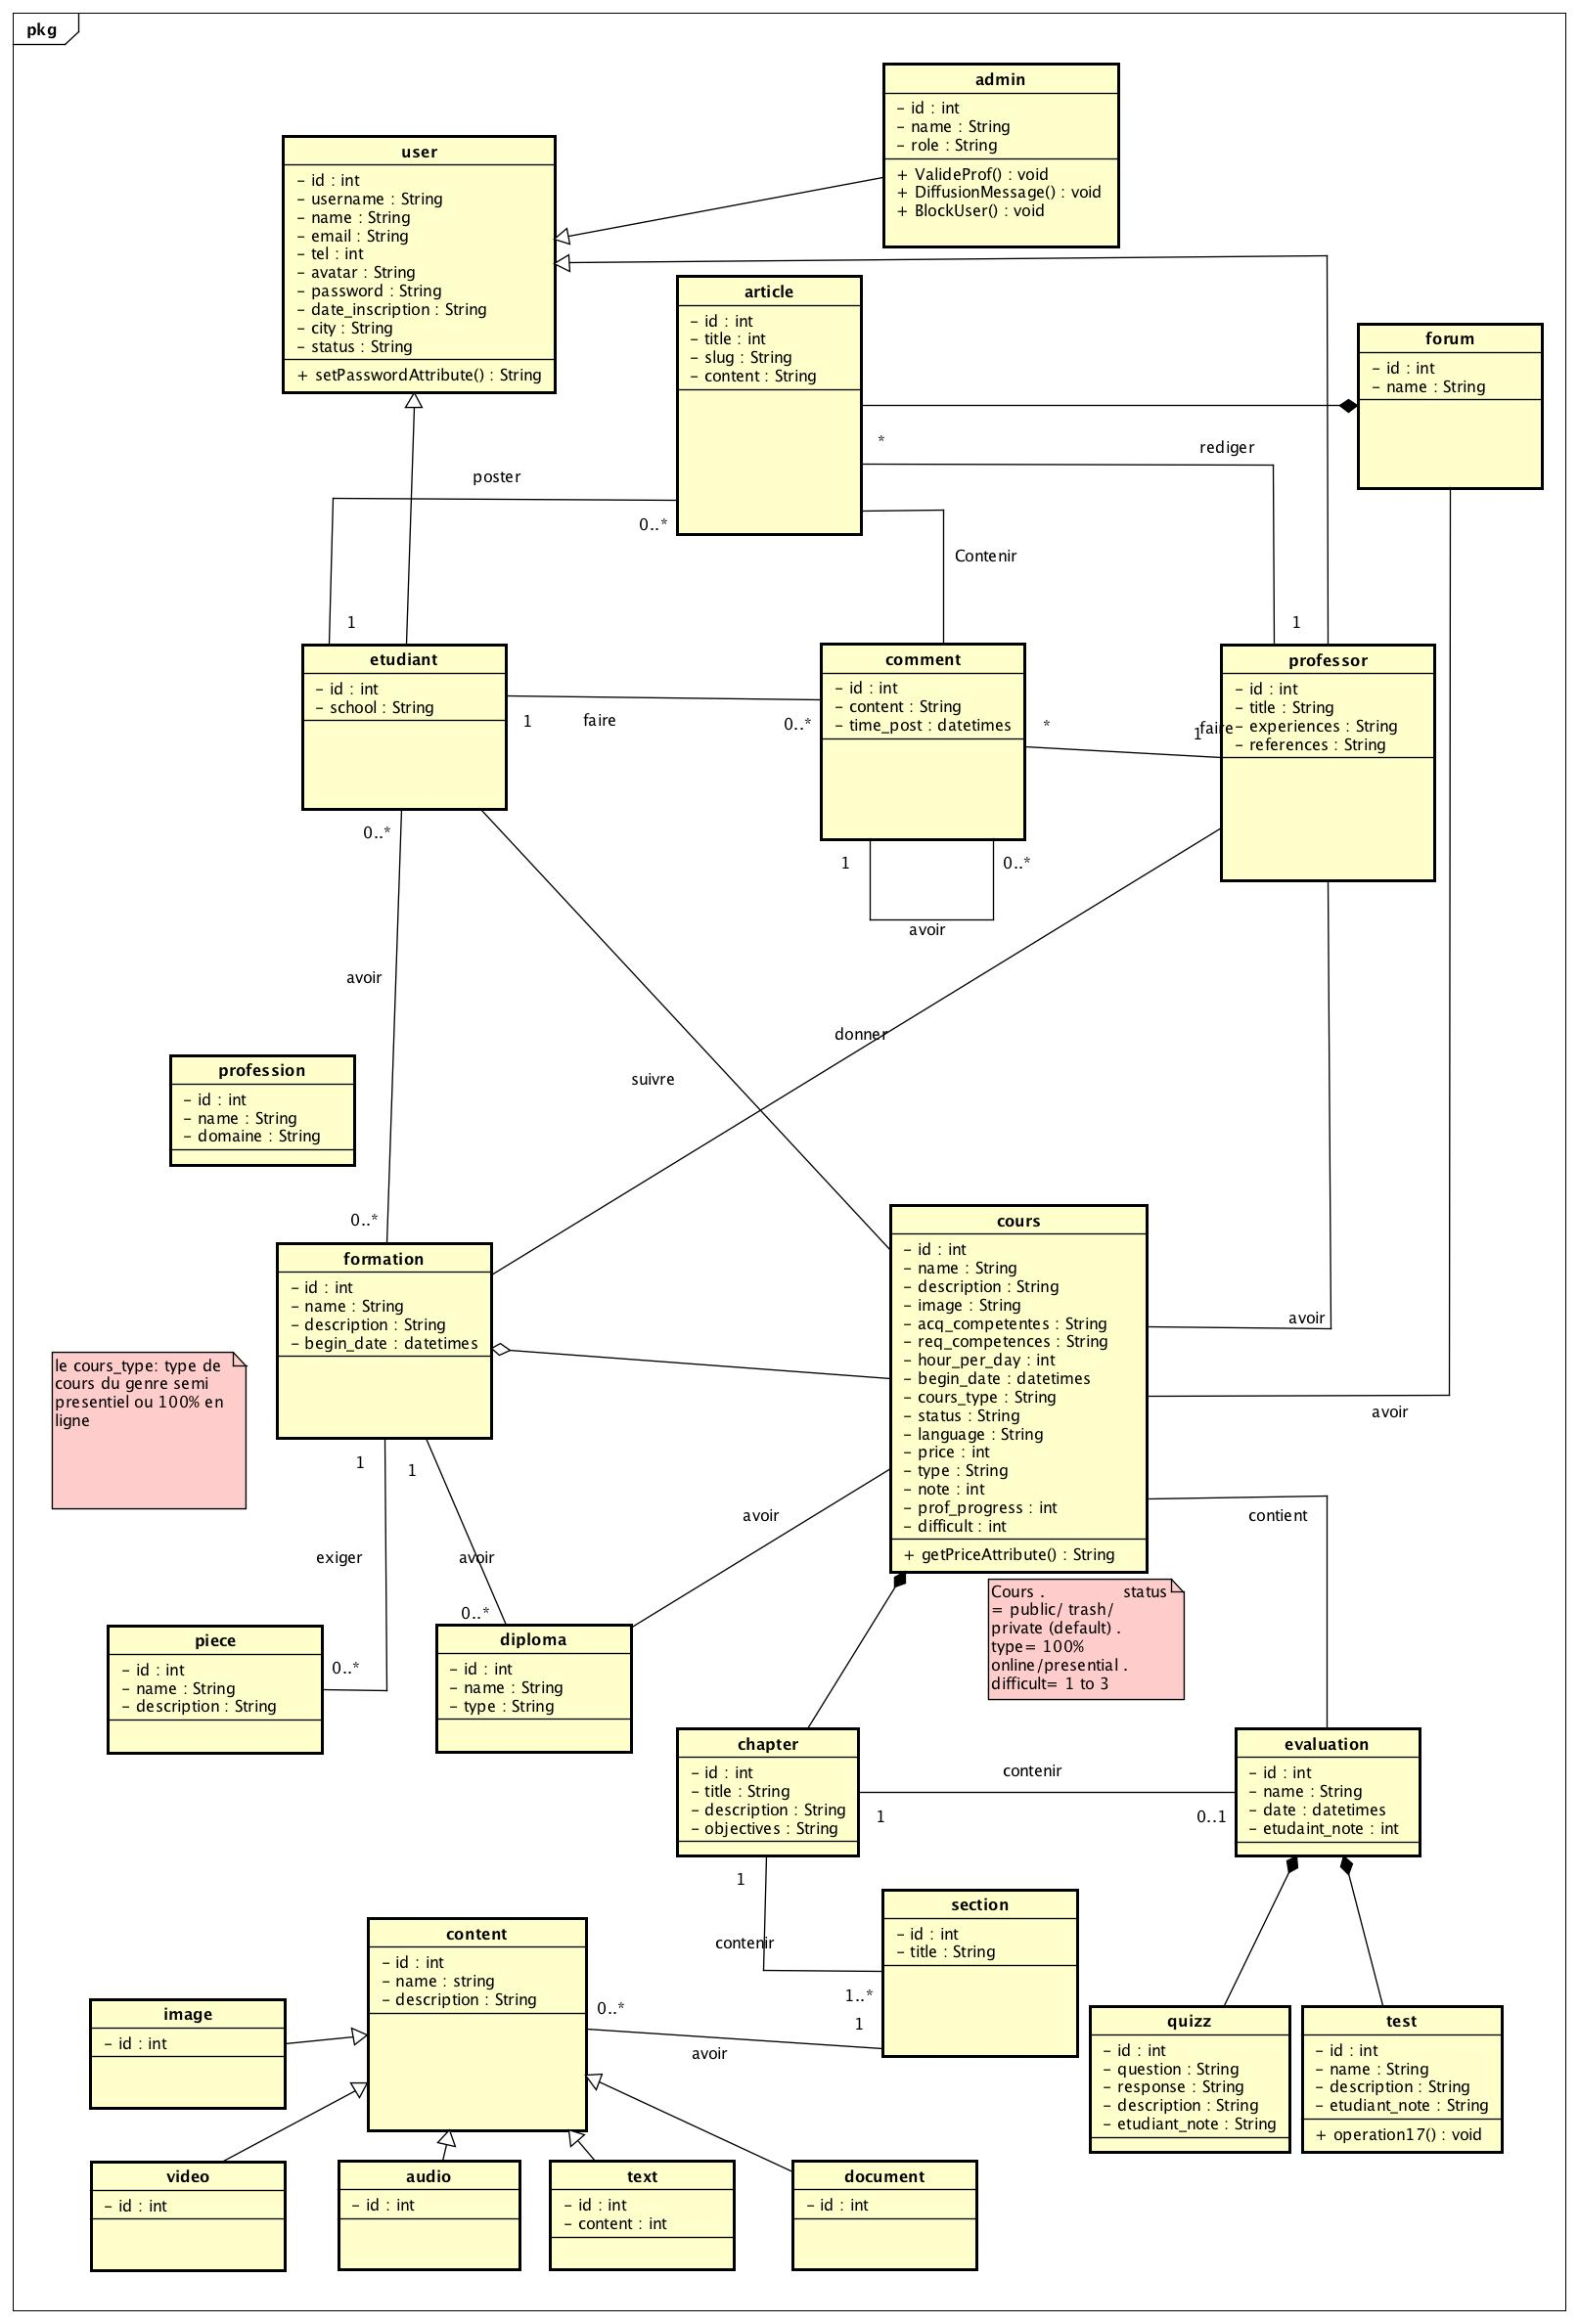 pkg
admin
- id : int
- name : String
- role : String
+ ValideProf() : void
+ DiffusionMessage() : void
+ BlockUser() : void
user
- id : int
- username : String
- name : String
- email : String
- tel : int
- avatar : String
- password : String
- date_inscription : String
- city : String
- status : String
+ setPasswordAttribute() : String
article
- id : int
- title : int
- slug : String
- content : String
forum
- id : int
- name : String
*
rediger
poster
0..*
Contenir
1
1
etudiant
- id : int
- school : String
comment
- id : int
- content : String
- time_post : datetimes
professor
- id : int
- title : String
- experiences : String
- references : String
1
faire
0..*
*
1
faire
0..*
1
0..*
avoir
avoir
donner
suivre
profession
- id : int
- name : String
- domaine : String
0..*
formation
- id : int
- name : String
- description : String
- begin_date : datetimes
cours
- id : int
- name : String
- description : String
- image : String
- acq_competentes : String
- req_competences : String
- hour_per_day : int
- begin_date : datetimes
- cours_type : String
- status : String
- language : String
- price : int
- type : String
- note : int
- prof_progress : int
- difficult : int
+ getPriceAttribute() : String
avoir
avoir
le cours_type: type de
cours du genre semi
presentiel ou 100% en
ligne
1
1
avoir
contient
exiger
avoir
0..*
0..*
Cours . status
= public/ trash/
private (default) .
type= 100%
online/presential .
difficult= 1 to 3
piece
- id : int
- name : String
- description : String
diploma
- id : int
- name : String
- type : String
chapter
- id : int
- title : String
- description : String
- objectives : String
contenir
1
0..1
evaluation
- id : int
- name : String
- date : datetimes
- etudaint_note : int
1
contenir
1..*
section
- id : int
- title : String
content
- id : int
- name : string
- description : String
0..*
1
avoir
image
- id : int
quizz
- id : int
- question : String
- response : String
- description : String
- etudiant_note : String
test
- id : int
- name : String
- description : String
- etudiant_note : String
+ operation17() : void
video
- id : int
audio
- id : int
text
- id : int
- content : int
document
- id : int